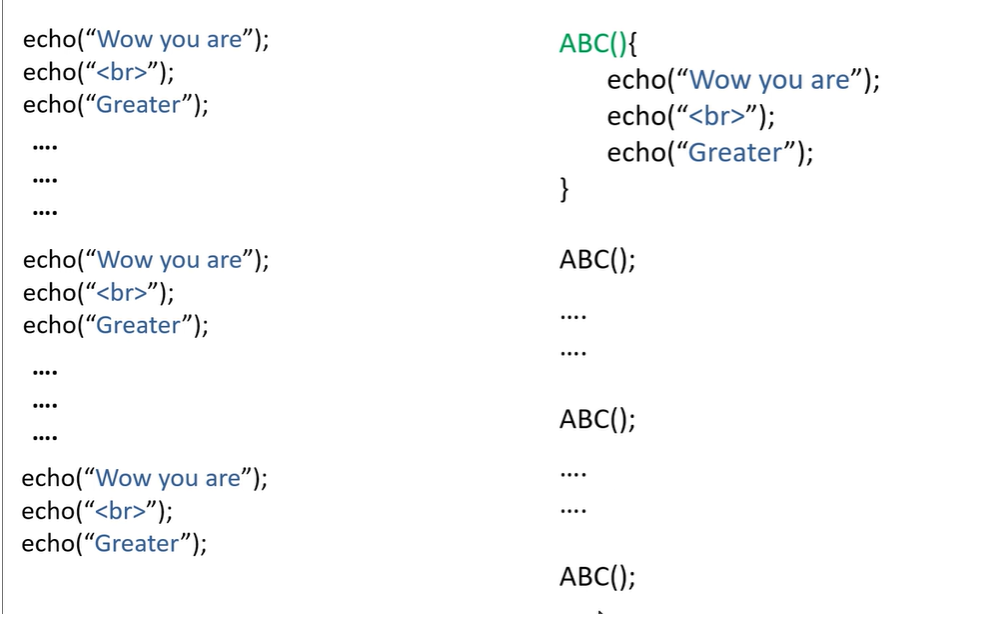 echo(“Wow you are”);
echo(“<br>”);
echo(“Greater”);
....
....
....
echo(“Wow you are”);
echo(“<br>”);
echo(“Greater”);
....
....
....
echo(“Wow you are”);
echo(“<br>”);
echo(“Greater”);
ABC(){
echo(“Wow you are”);
echo(“<br>”);
echo(“Greater”);
}
ABC();
....
....
ABC();
....
....
ABC();